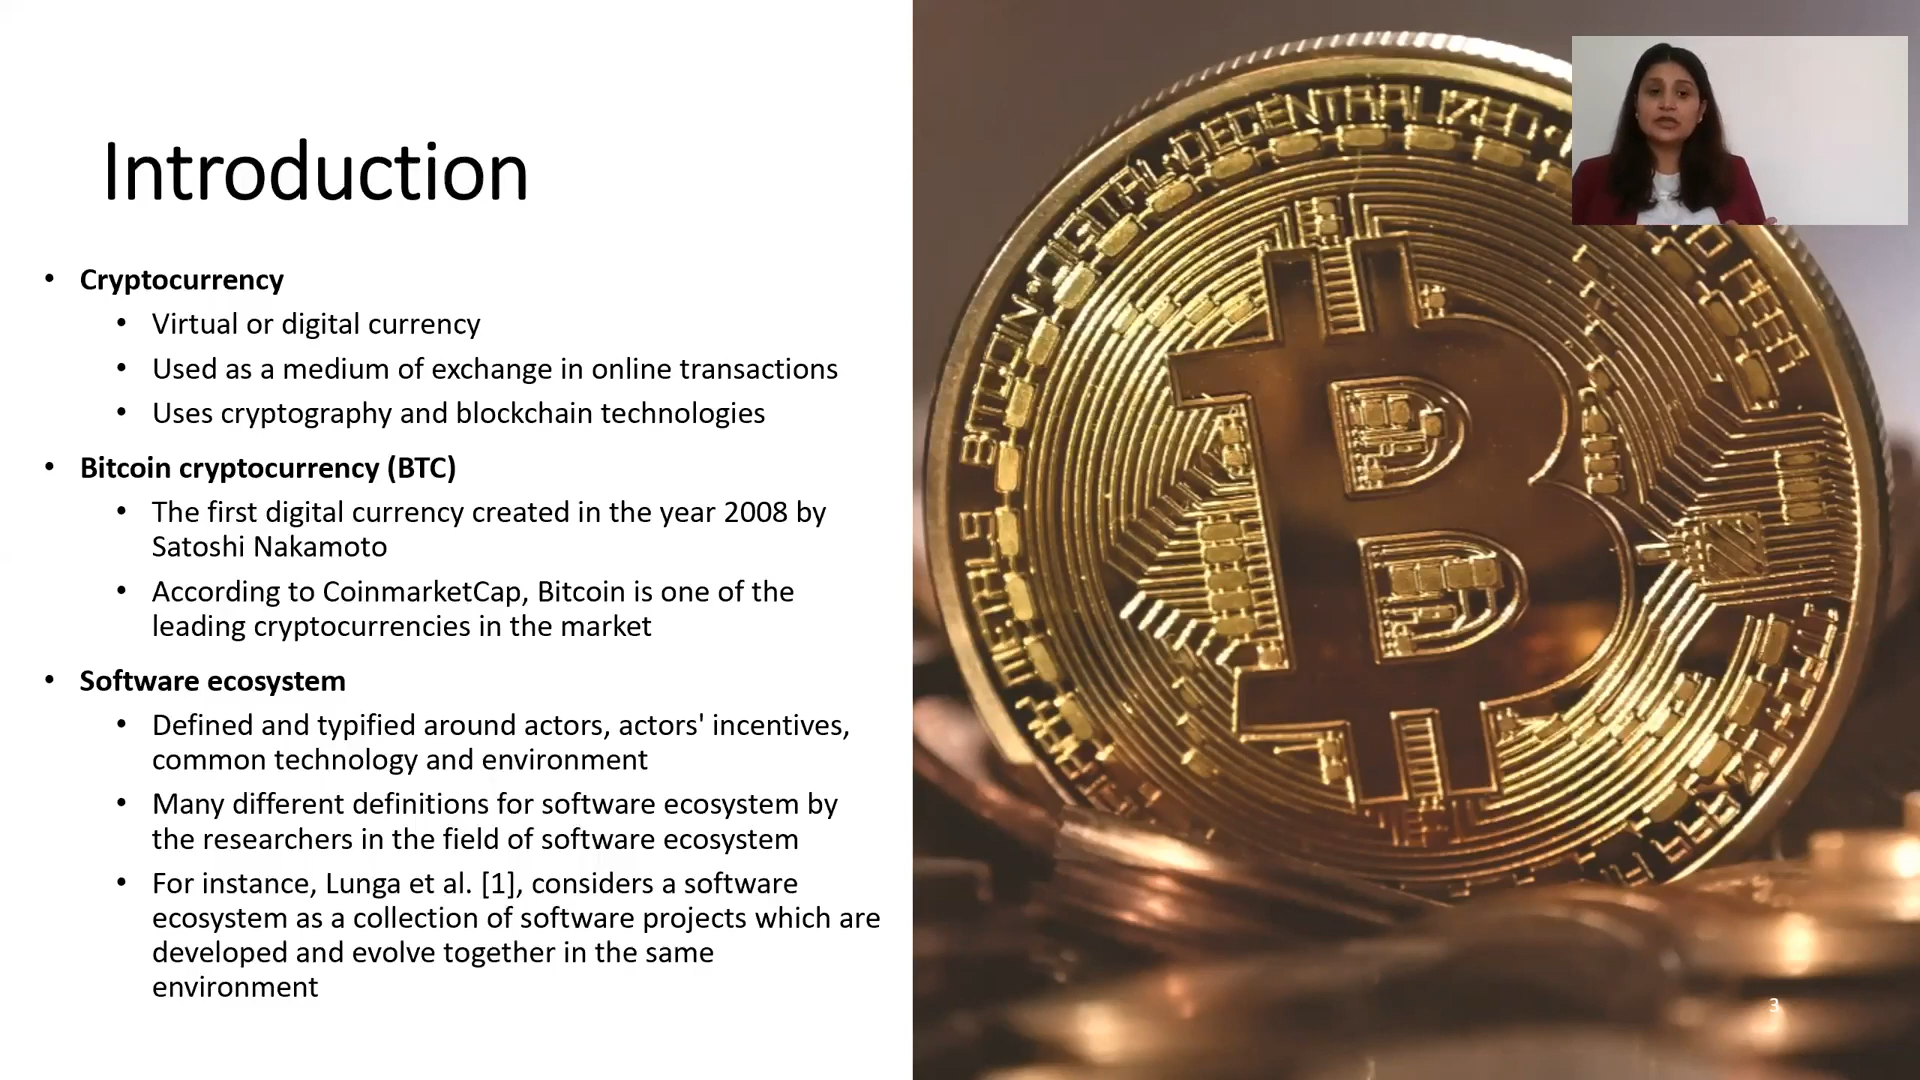 Introduction
• Cryptocurrency
• Virtual or digital currency
• Used as a medium of exchange in online transactions
• Uses cryptography and blockchain technologies
• Bitcoin cryptocurrency (BTC)
• The first digital currency created in the year 2008 by
Satoshi Nakamoto
• According to CoinmarketCap, Bitcoin is one of the
leading cryptocurrencies in the market
• Software ecosystem
• Defined and typified around actors, actors' incentives,
common technology and environment
• Many different definitions for software ecosystem by
the researchers in the field of software ecosystem
• For instance, Lunga et al. [1], considers a software
ecosystem as a collection of software projects which are
developed and evolve together in the same
environment
BITCOIN•DIGITAL•DECENTRALIZED•
PEER
3